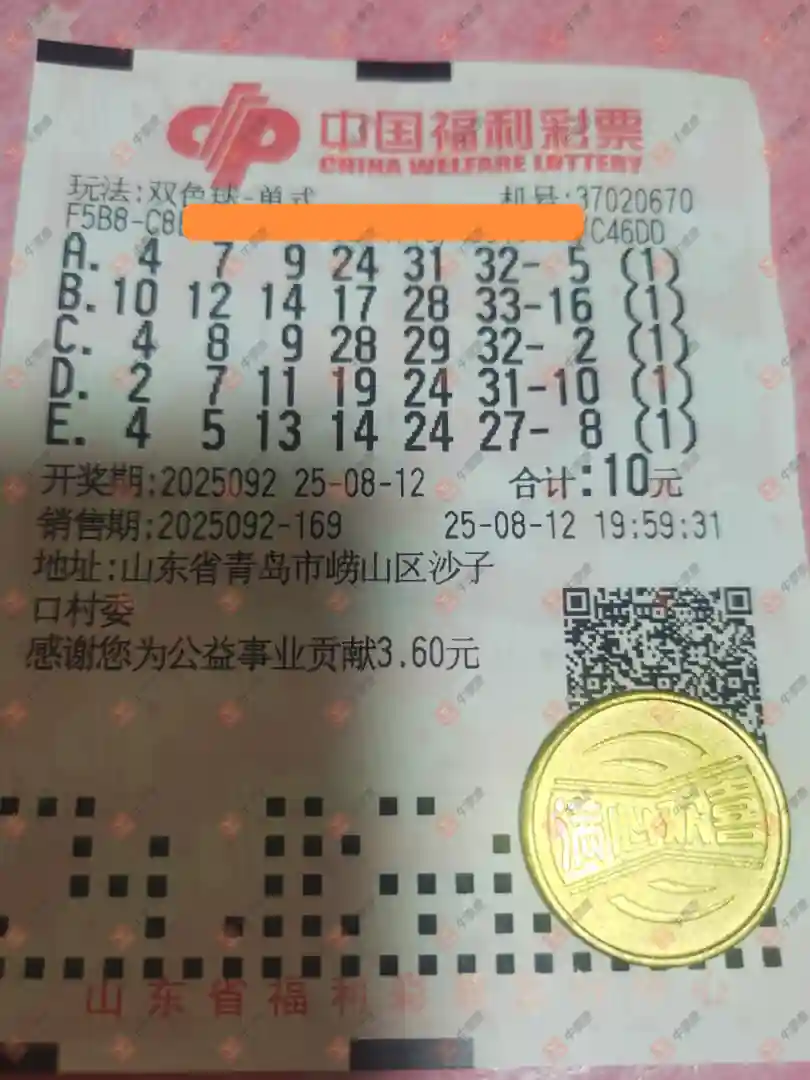 中国福利彩票
CHINA WELFARE LOTTERY
玩法:双色球-单式 机号:37020670
F5B8-C8 C46DD
A. 4 7 9 24 31 32- 5 (1)
B. 10 12 14 17 28 33-16 (1)
C. 4 8 9 28 29 32- 2 (1)
D. 2 7 11 19 24 31-10 (1)
E. 4 5 13 14 24 27- 8 (1)
开奖期:2025092 25-08-12 合计:10元
销售期:2025092-169 25-08-12 19:59:31
地址:山东省青岛市崂山区沙子
口村委
感谢您为公益事业贡献3.60元
山东省福利彩